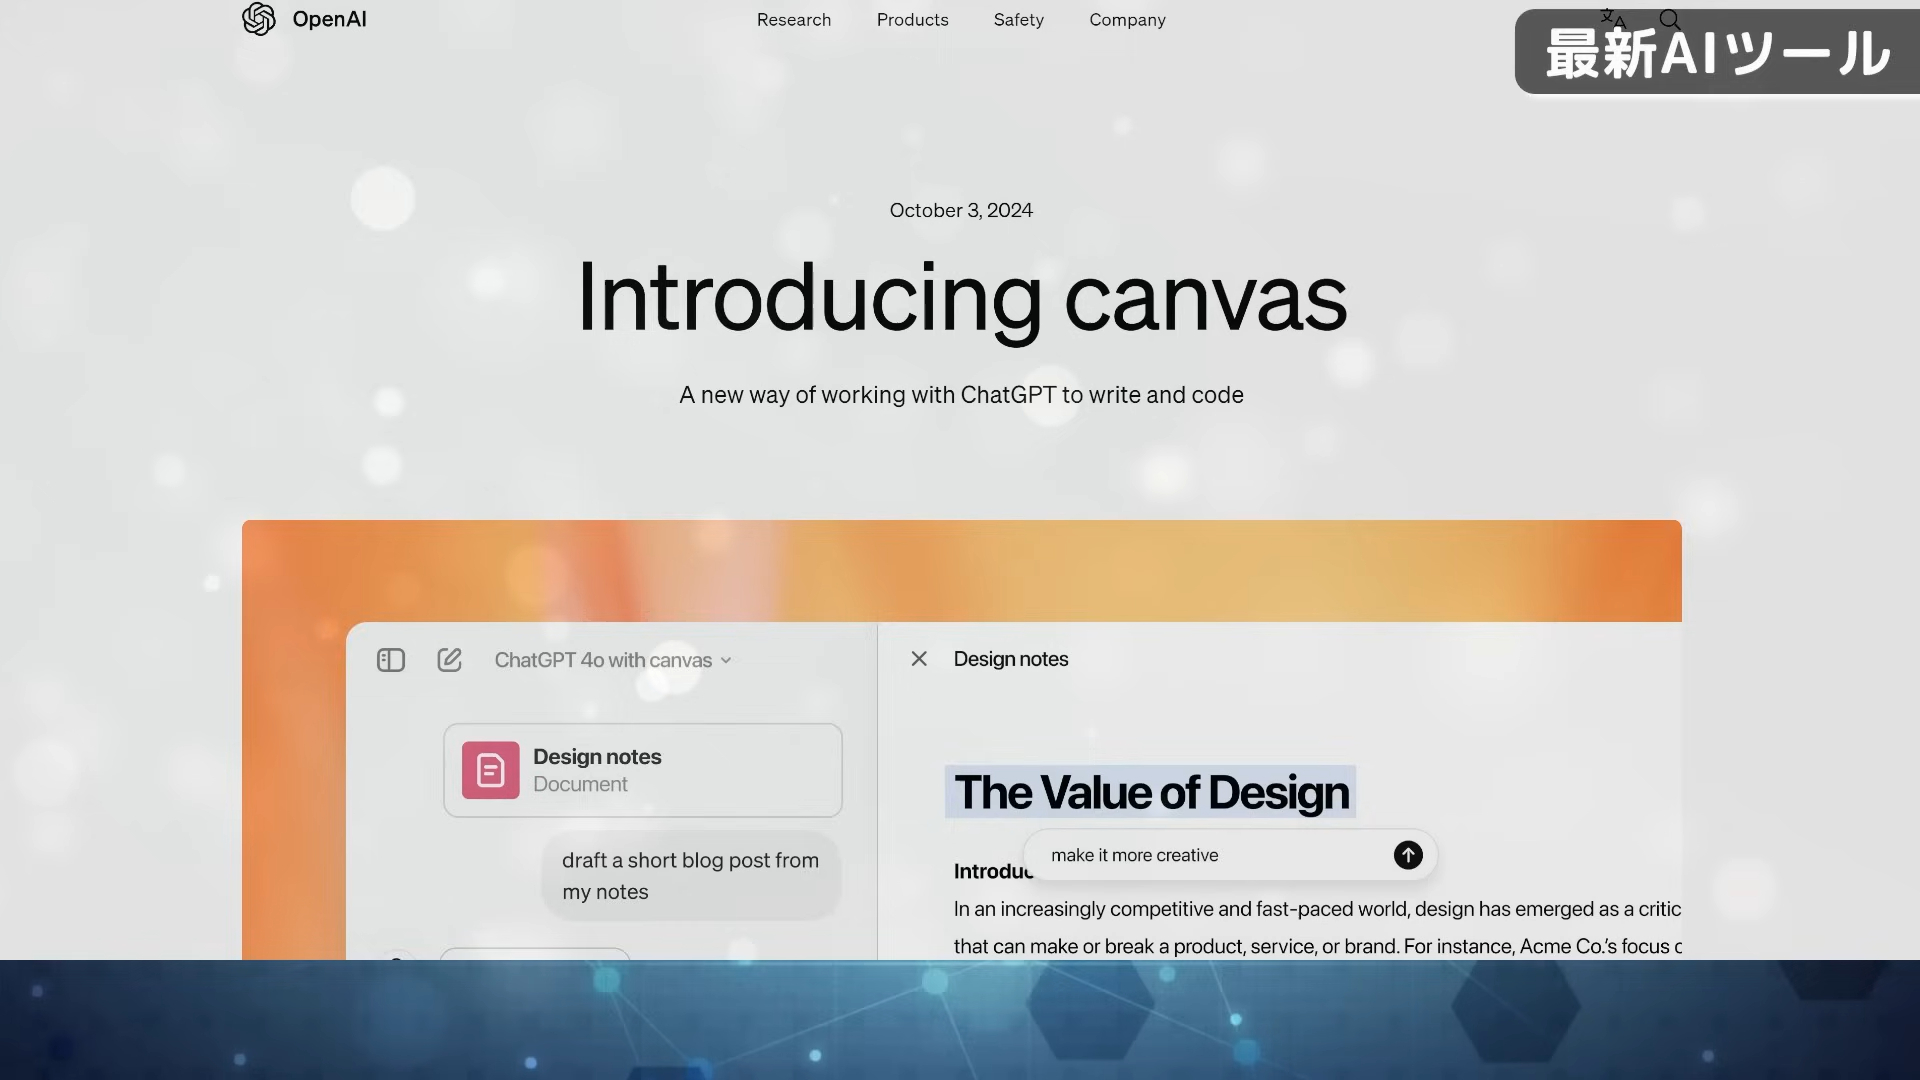 OpenAI
Research Products Safety Company
最新AIツール
October 3, 2024
Introducing canvas
A new way of working with ChatGPT to write and code
ChatGPT 4o with canvas
Design notes
Document
draft a short blog post from
my notes
Design notes
The Value of Design
make it more creative
In an increasingly competitive and fast-paced world, design has emerged as a
that can make or break a product, service, or brand. For instance, Acme Co.'s focus